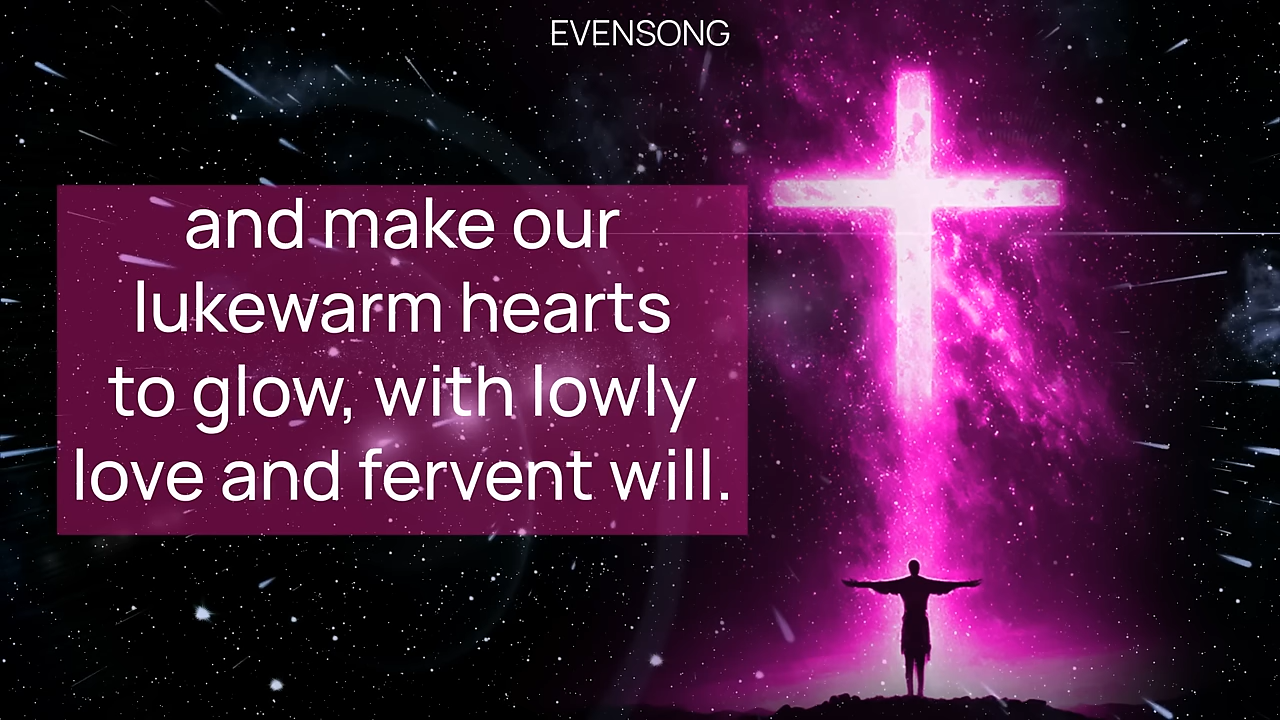 EVENSONG
and make our
lukewarm hearts
to glow, with lowly
love and fervent will.